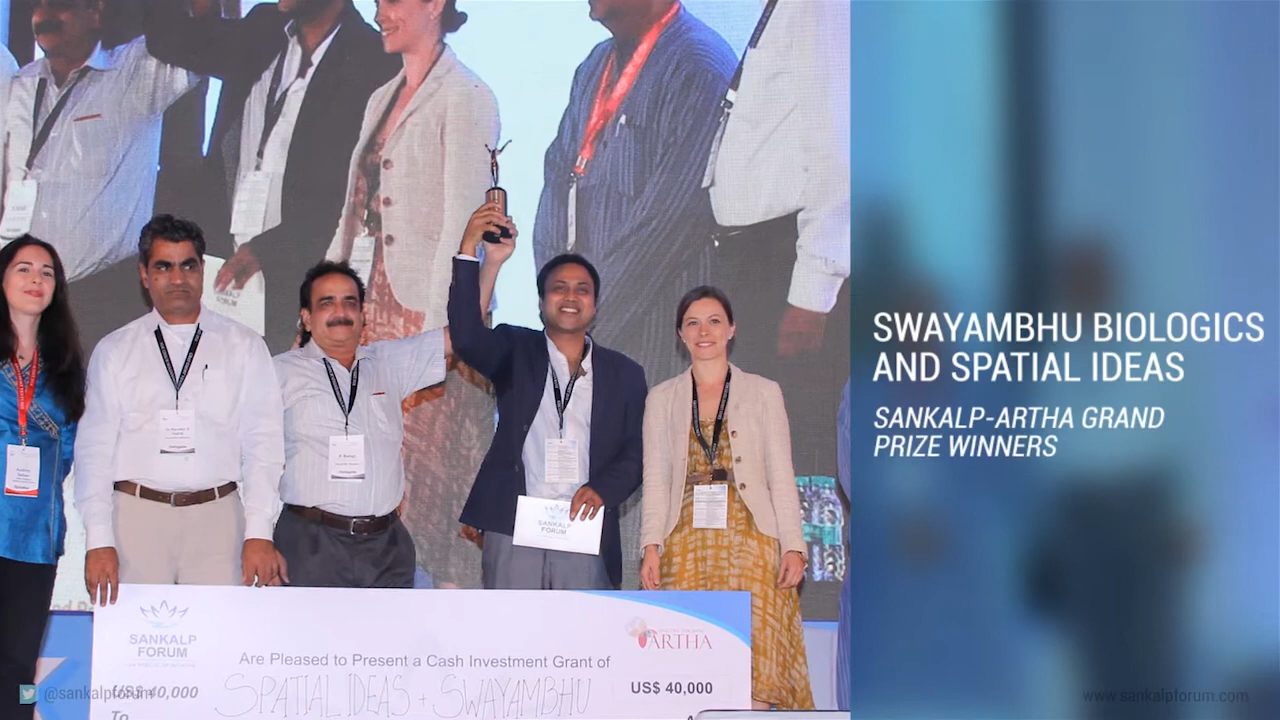 SWAYAMBHU BIOLOGICS
AND SPATIAL IDEAS
SANKALP-ARTHA GRAND
PRIZE WINNERS
SANKALP
FORUM
SANKALP
FORUM
ARTHA
Are Pleased to Present a Cash Investment Grant of
US$ 40,000
SPATIAL IDEAS + SWAYAMBHU
US$ 40,000
To
@sankalpforum
www.sankalpforum.com